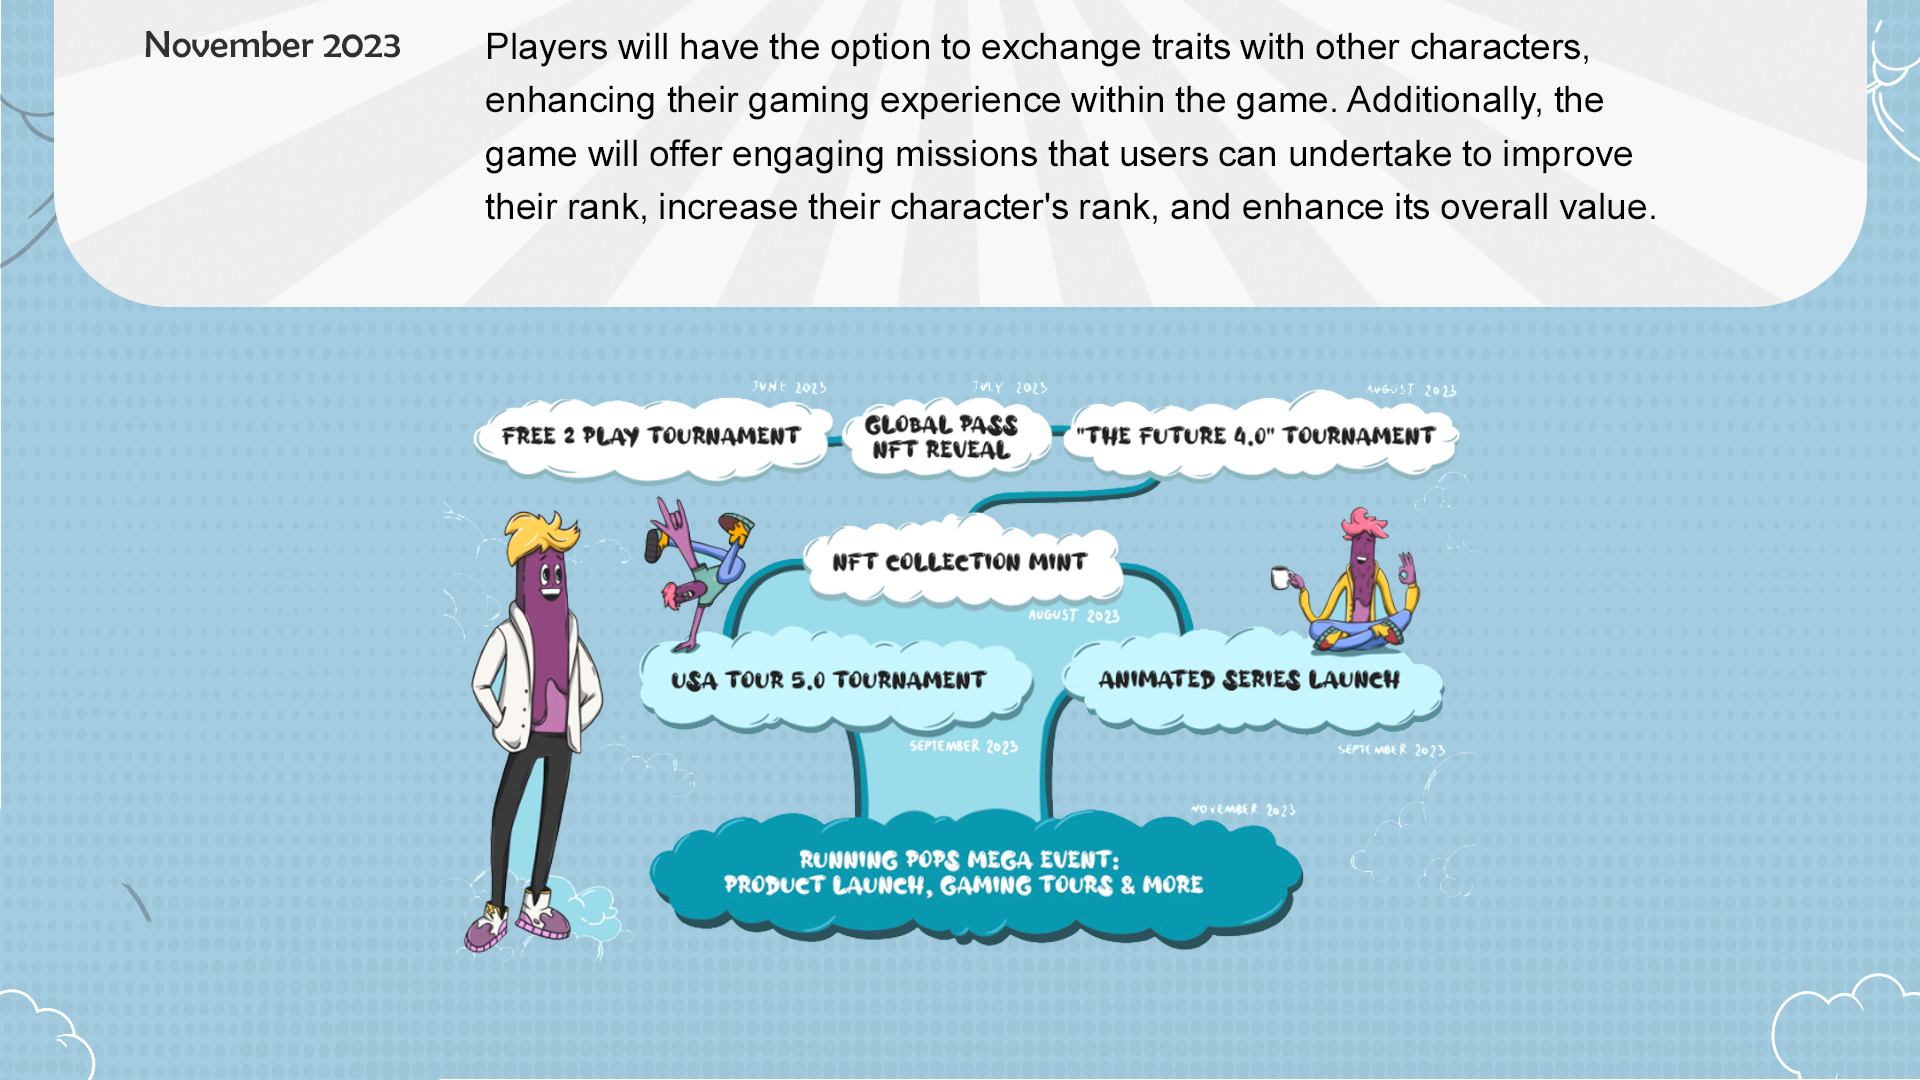 November 2023
Players will have the option to exchange traits with other characters,
enhancing their gaming experience within the game. Additionally, the
game will offer engaging missions that users can undertake to improve
their rank, increase their character's rank, and enhance its overall value.
JUNE 2023
JULY 2023
AUGUST 2023
FREE 2 PLAY TOURNAMENT
GLOBAL PASS
NFT REVEAL
"THE FUTURE 4.0" TOURNAMENT
NFT COLLECTION MINT
AUGUST 2023
USA TOUR 5.0 TOURNAMENT
ANIMATED SERIES LAUNCH
SEPTEMBER 2023
SEPTEMBER 2023
NOVEMBER 2023
RUNNING POPS MEGA EVENT:
PRODUCT LAUNCH, GAMING TOURS & MORE